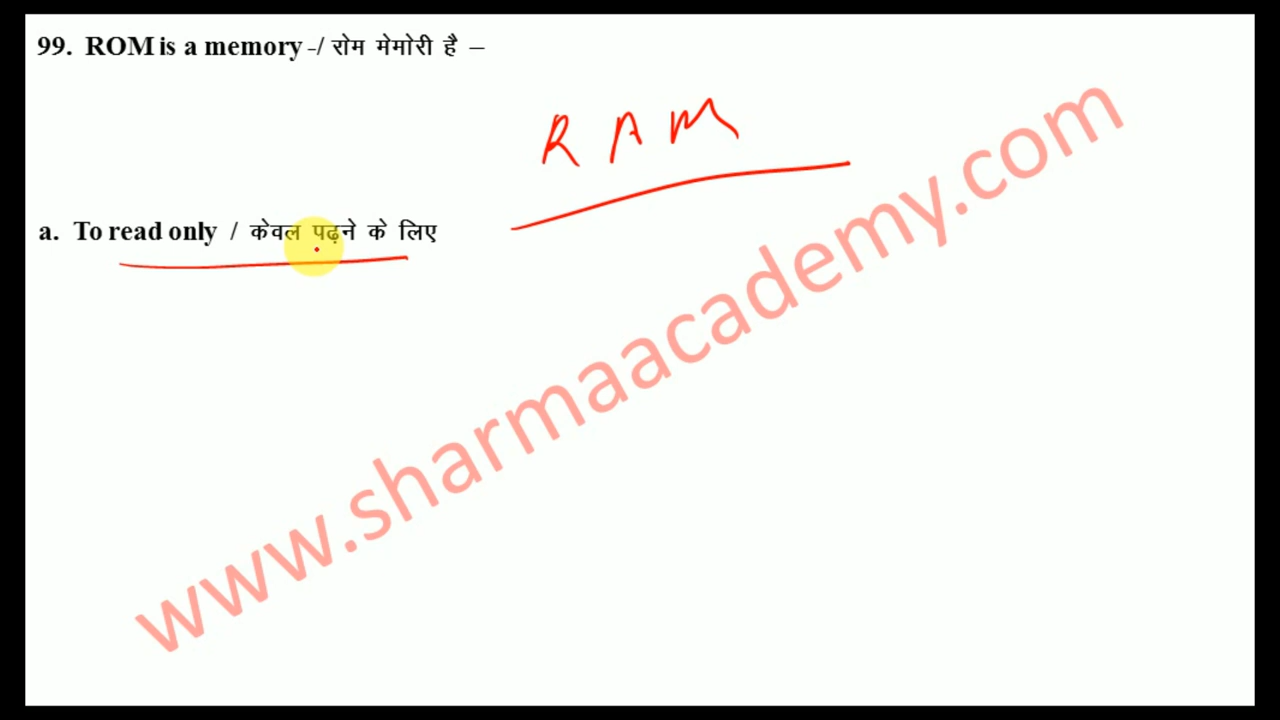 99. ROM is a memory -/ रोम मेमोरी है –
RAM
a. To read only / केवल पढ़ने के लिए
www.sharmaacademy.com